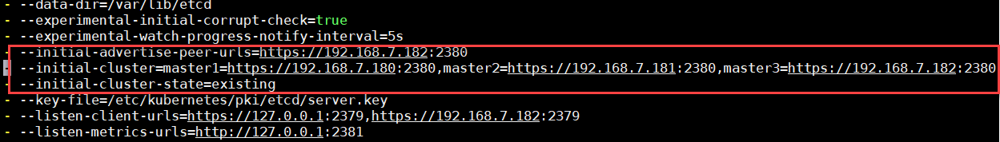 - --data-dir=/var/lib/etcd
- --experimental-initial-corrupt-check=true
- --experimental-watch-progress-notify-interval=5s
- --initial-advertise-peer-urls=https://192.168.7.182:2380
- --initial-cluster=master1=https://192.168.7.180:2380,master2=https://192.168.7.181:2380,master3=https://192.168.7.182:2380
- --initial-cluster-state=existing
- --key-file=/etc/kubernetes/pki/etcd/server.key
- --listen-client-urls=https://127.0.0.1:2379,https://192.168.7.182:2379
- --listen-metrics-urls=http://127.0.0.1:2381